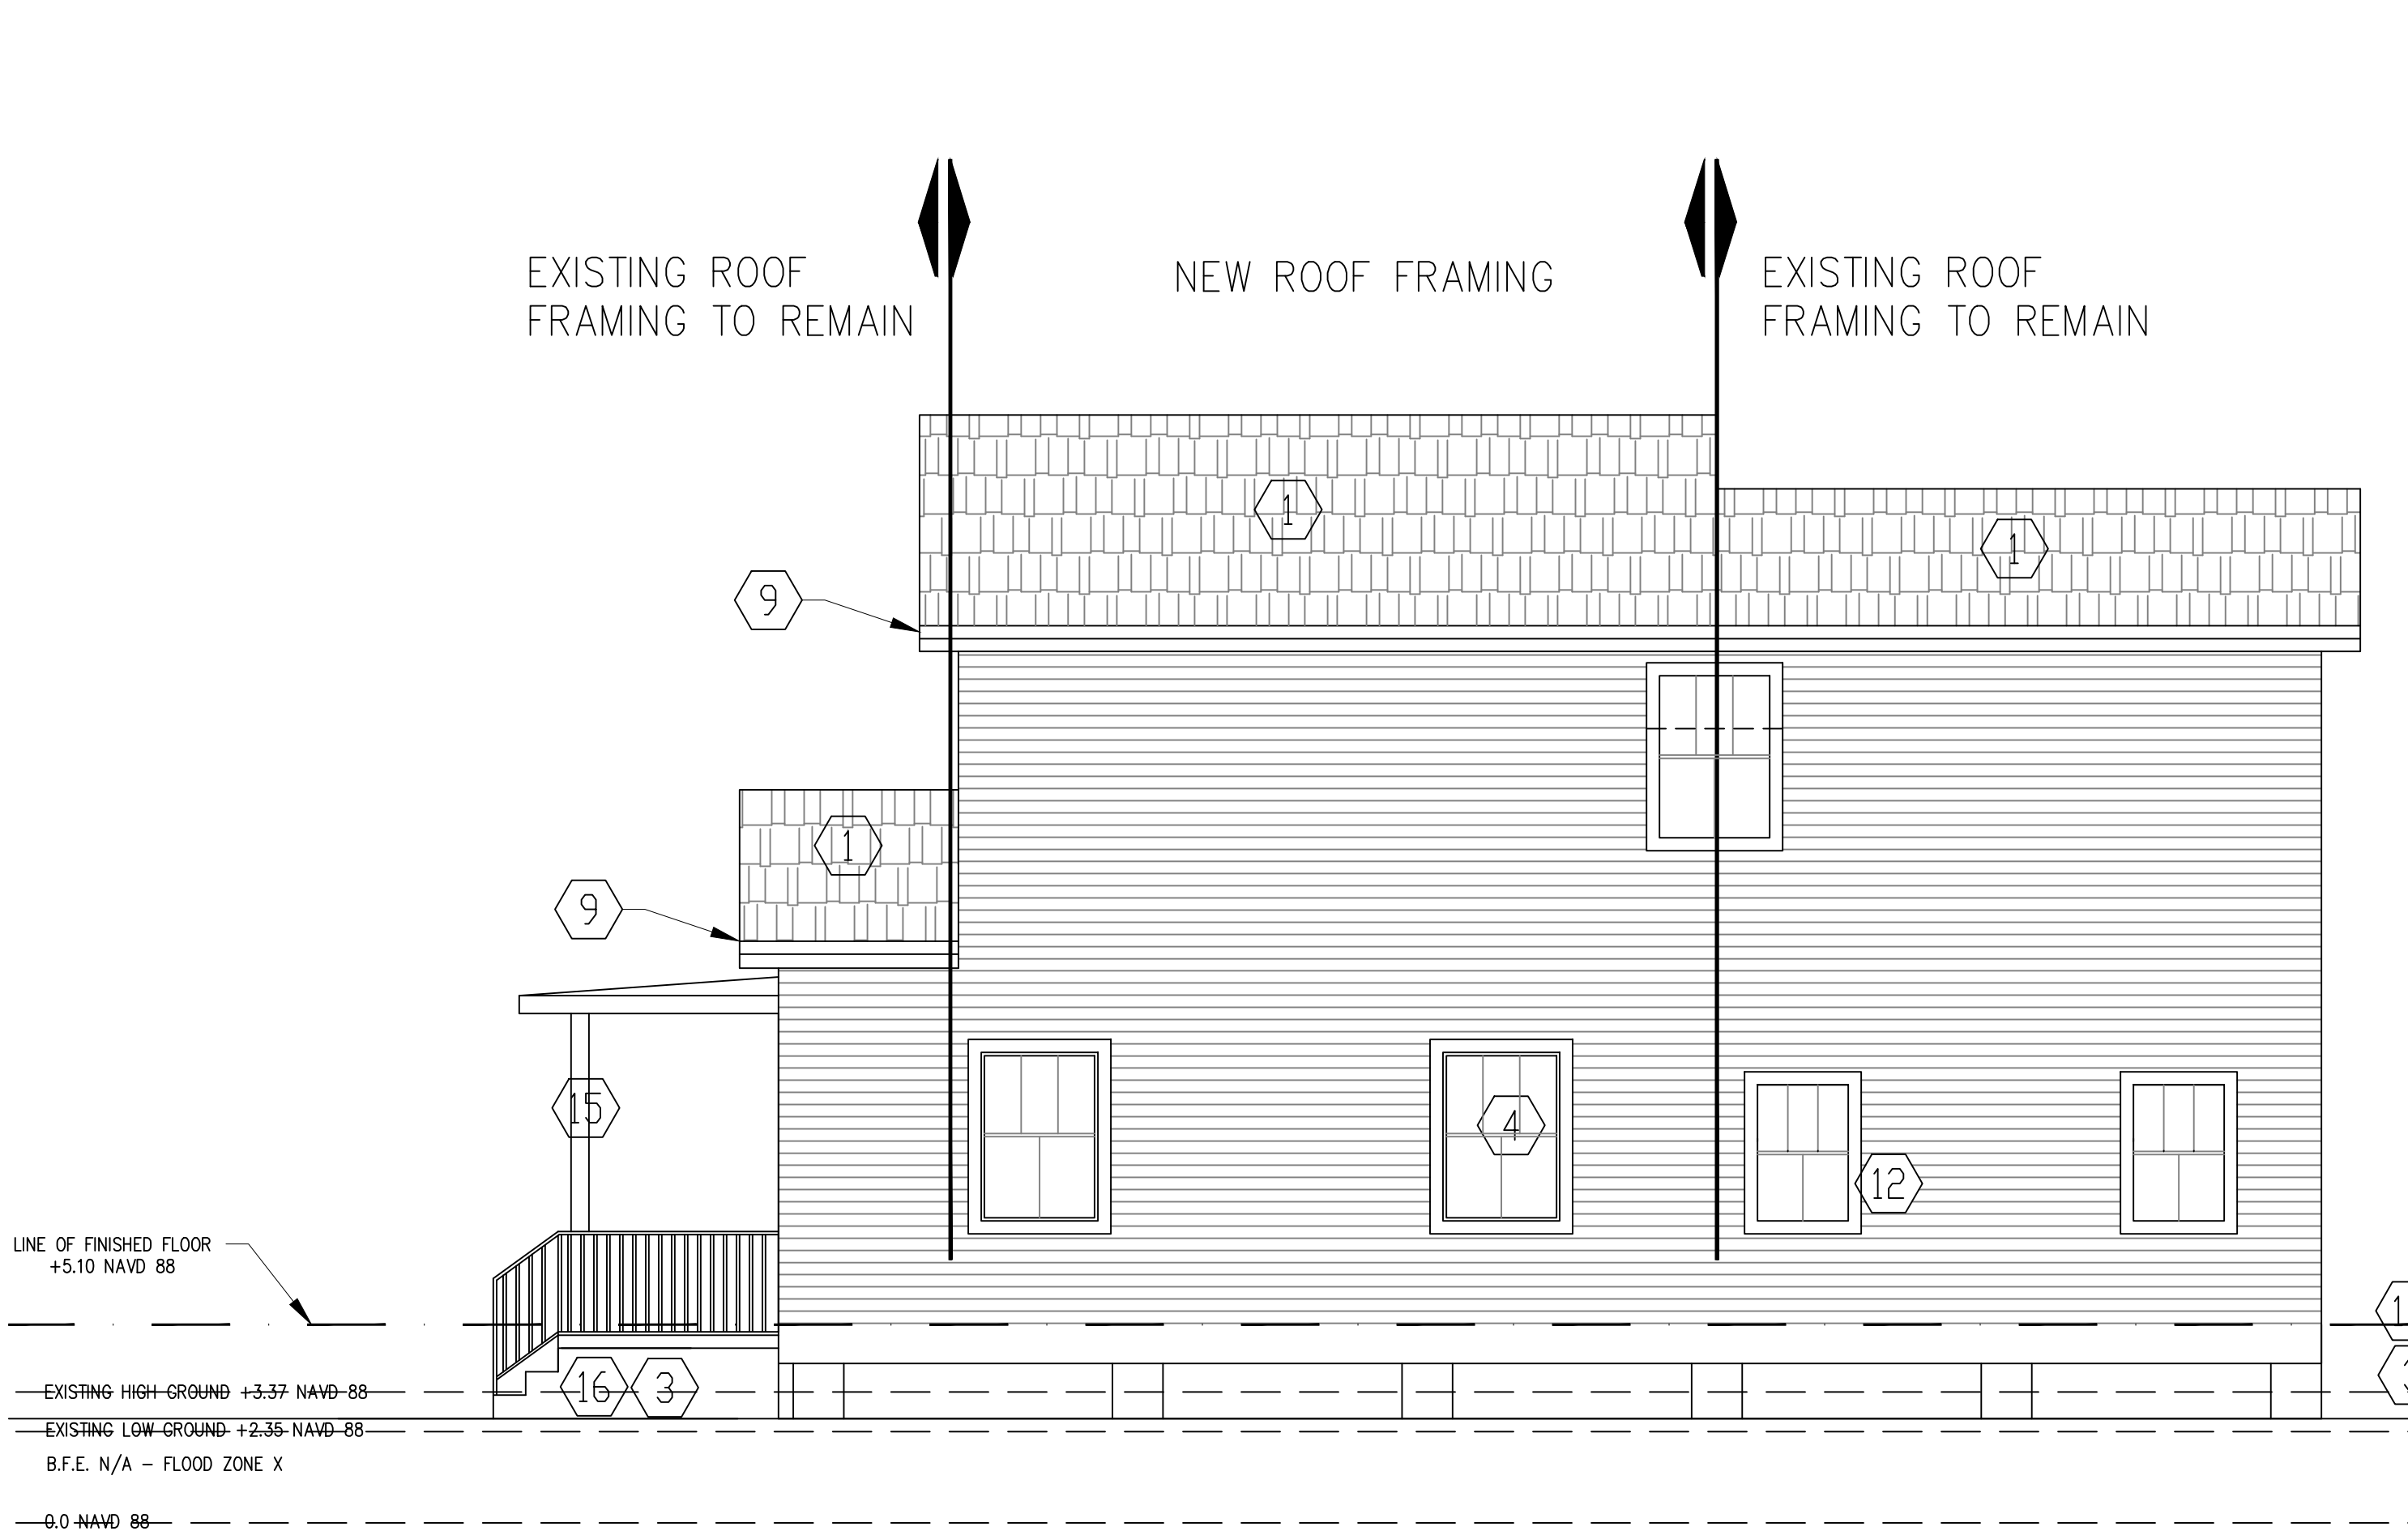 EXISTING ROOF
FRAMING TO REMAIN
NEW ROOF FRAMING
EXISTING ROOF
FRAMING TO REMAIN
1
1
9
1
9
15
4
12
LINE OF FINISHED FLOOR
+5.10 NAVD 88
16
3
EXISTING HIGH GROUND +3.37 NAVD 88
EXISTING LOW GROUND +2.35 NAVD 88
B.F.E. N/A - FLOOD ZONE X
0.0 NAVD 88